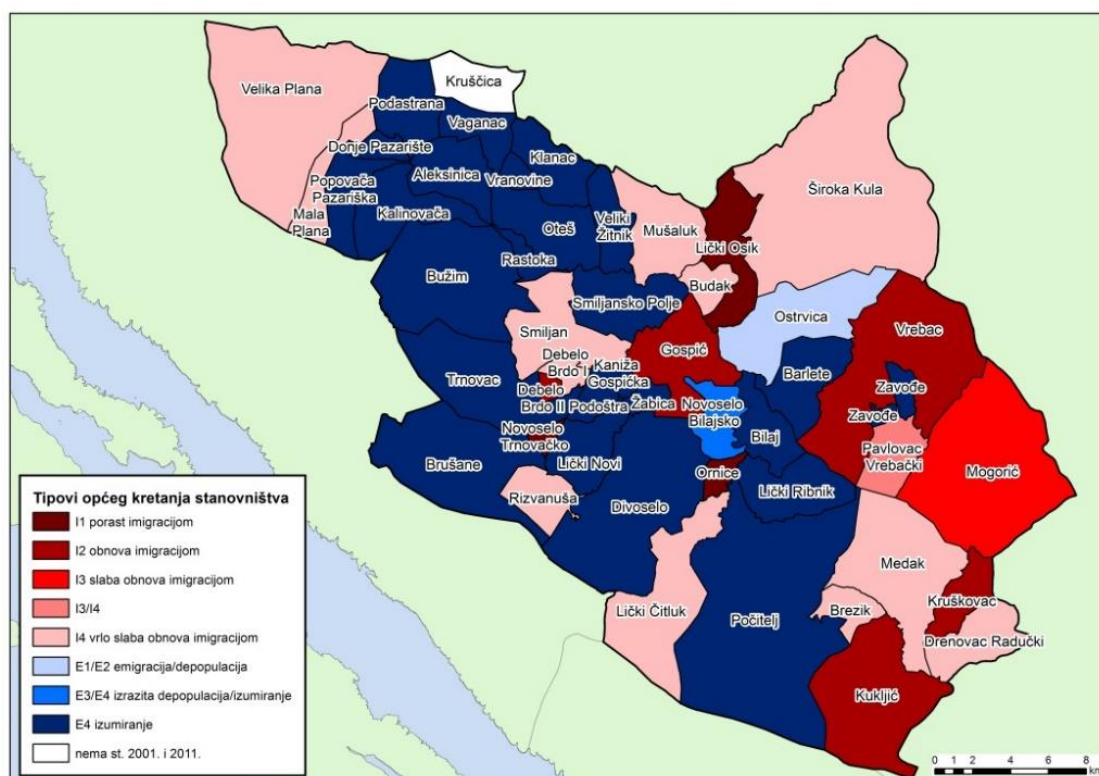 Velika Plana
Kruščica
Podastrana
Vaganac
Donje Pazarište
Klanac
Aleksinica
Vranovine
Popovača
Pazariška
Široka Kula
Mala
Plana
Kalinovača
Oteš
Veliki
Žitnik
Mušaluk
Lički Osik
Rastoka
Bužim
Budak
Smiljansko Polje
Ostrvica
Smiljan
Vrebac
Gospić
Debelo
Brdo I
Kaniža
Gospićka
Barlete
Trnovac
Zavođe
Debelo
Brdo II
Podoštra
Žabica
Novoselo
Bilajsko
Zavođe
Novoselo
Trnovačko
Bilaj
Pavlovac
Vrebački
Brušane
Lički Novi
Ornice
Mogorić
Lički Ribnik
Rizvanuša
Divoselo
Medak
Kruškovac
Lički Čitluk
Počitelj
Brezik
Drenovac Radučki
Kukljić
Tipovi općeg kretanja stanovništva
I1 porast imigracijom
I2 obnova imigracijom
I3 slaba obnova imigracijom
I3/I4
I4 vrlo slaba obnova imigracijom
E1/E2 emigracija/depopulacija
E3/E4 izrazita depopulacija/izumiranje
E4 izumiranje
nema st. 2001. i 2011.
0 1 2 4 6 8
km